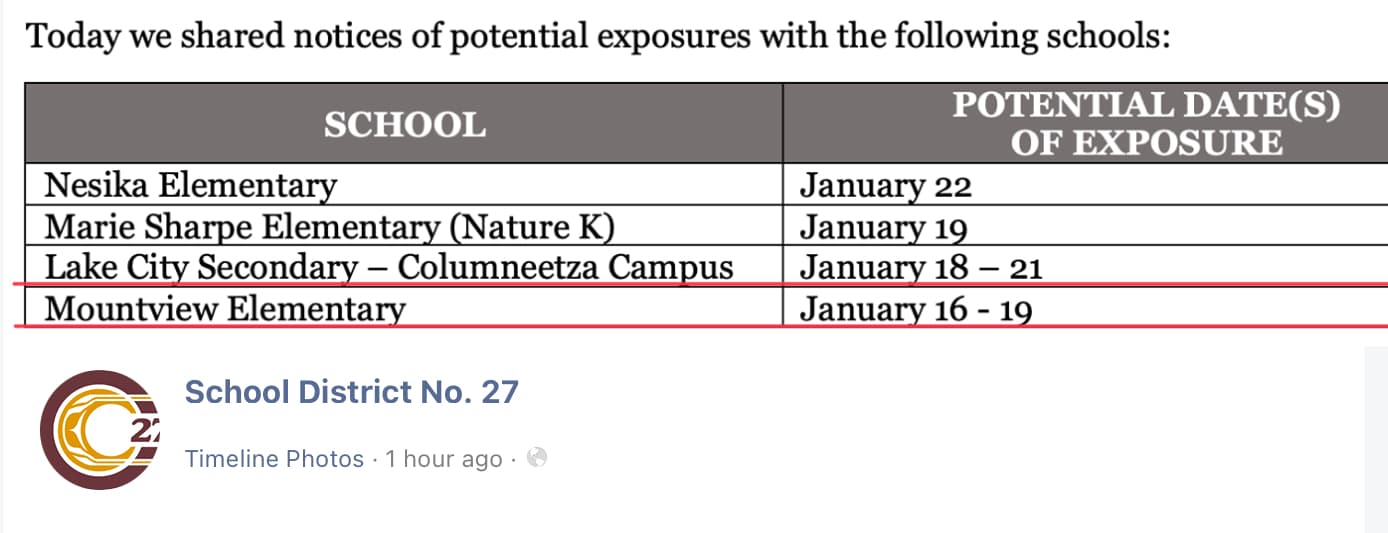 Today we shared notices of potential exposures with the following schools:
SCHOOL
POTENTIAL DATE(S)
OF EXPOSURE
Nesika Elementary
January 22
Marie Sharpe Elementary (Nature K)
January 19
Lake City Secondary – Columneetza Campus
January 18 – 21
Mountview Elementary
January 16 - 19
27
School District No. 27
Timeline Photos · 1 hour ago ·